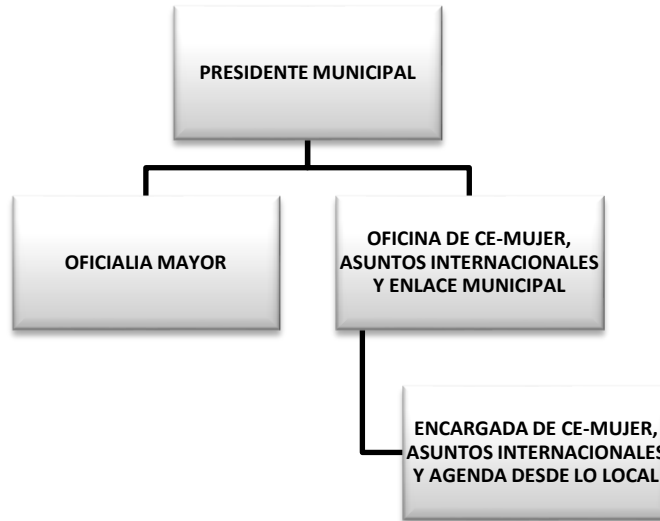 PRESIDENTE MUNICIPAL
OFICIALIA MAYOR
OFICINA DE CE-MUJER,
ASUNTOS INTERNACIONALES
Y ENLACE MUNICIPAL
ENCARGADA DE CE-MUJER,
ASUNTOS INTERNACIONALES
Y AGENDA DESDE LO LOCAL